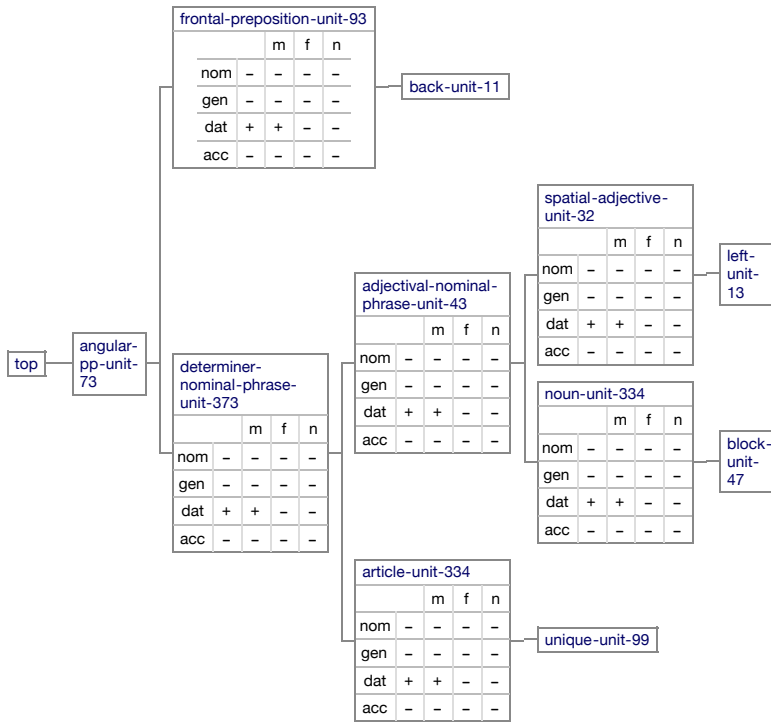 frontal-preposition-unit-93
m f n
nom – – – –
gen – – – –
dat + + – –
acc – – – –
back-unit-11
top
angular-
pp-unit-
73
determiner-
nominal-phrase-
unit-373
m f n
nom – – – –
gen – – – –
dat + + – –
acc – – – –
adjectival-nominal-
phrase-unit-43
m f n
nom – – – –
gen – – – –
dat + + – –
acc – – – –
spatial-adjective-
unit-32
m f n
nom – – – –
gen – – – –
dat + + – –
acc – – – –
left-
unit-
13
noun-unit-334
m f n
nom – – – –
gen – – – –
dat + + – –
acc – – – –
block-
unit-
47
article-unit-334
m f n
nom – – – –
gen – – – –
dat + + – –
acc – – – –
unique-unit-99